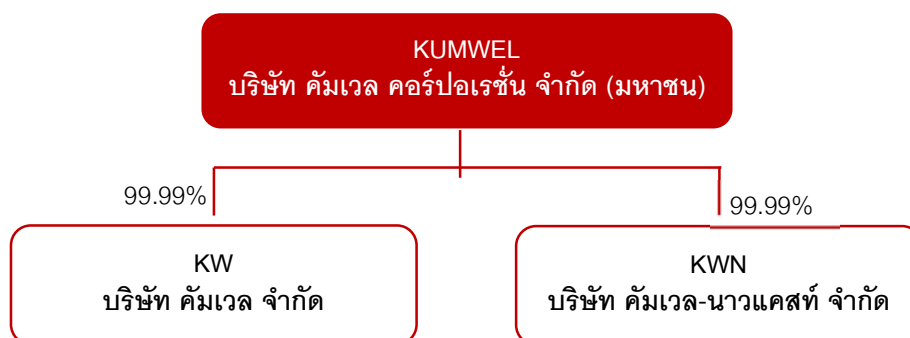 KUMWEL
บริษัท คัมเวล คอร์ปอเรชั่น จำกัด (มหาชน)
99.99%
99.99%
KW
บริษัท คัมเวล จำกัด
KWN
บริษัท คัมเวล-นาวแคสท์ จำกัด